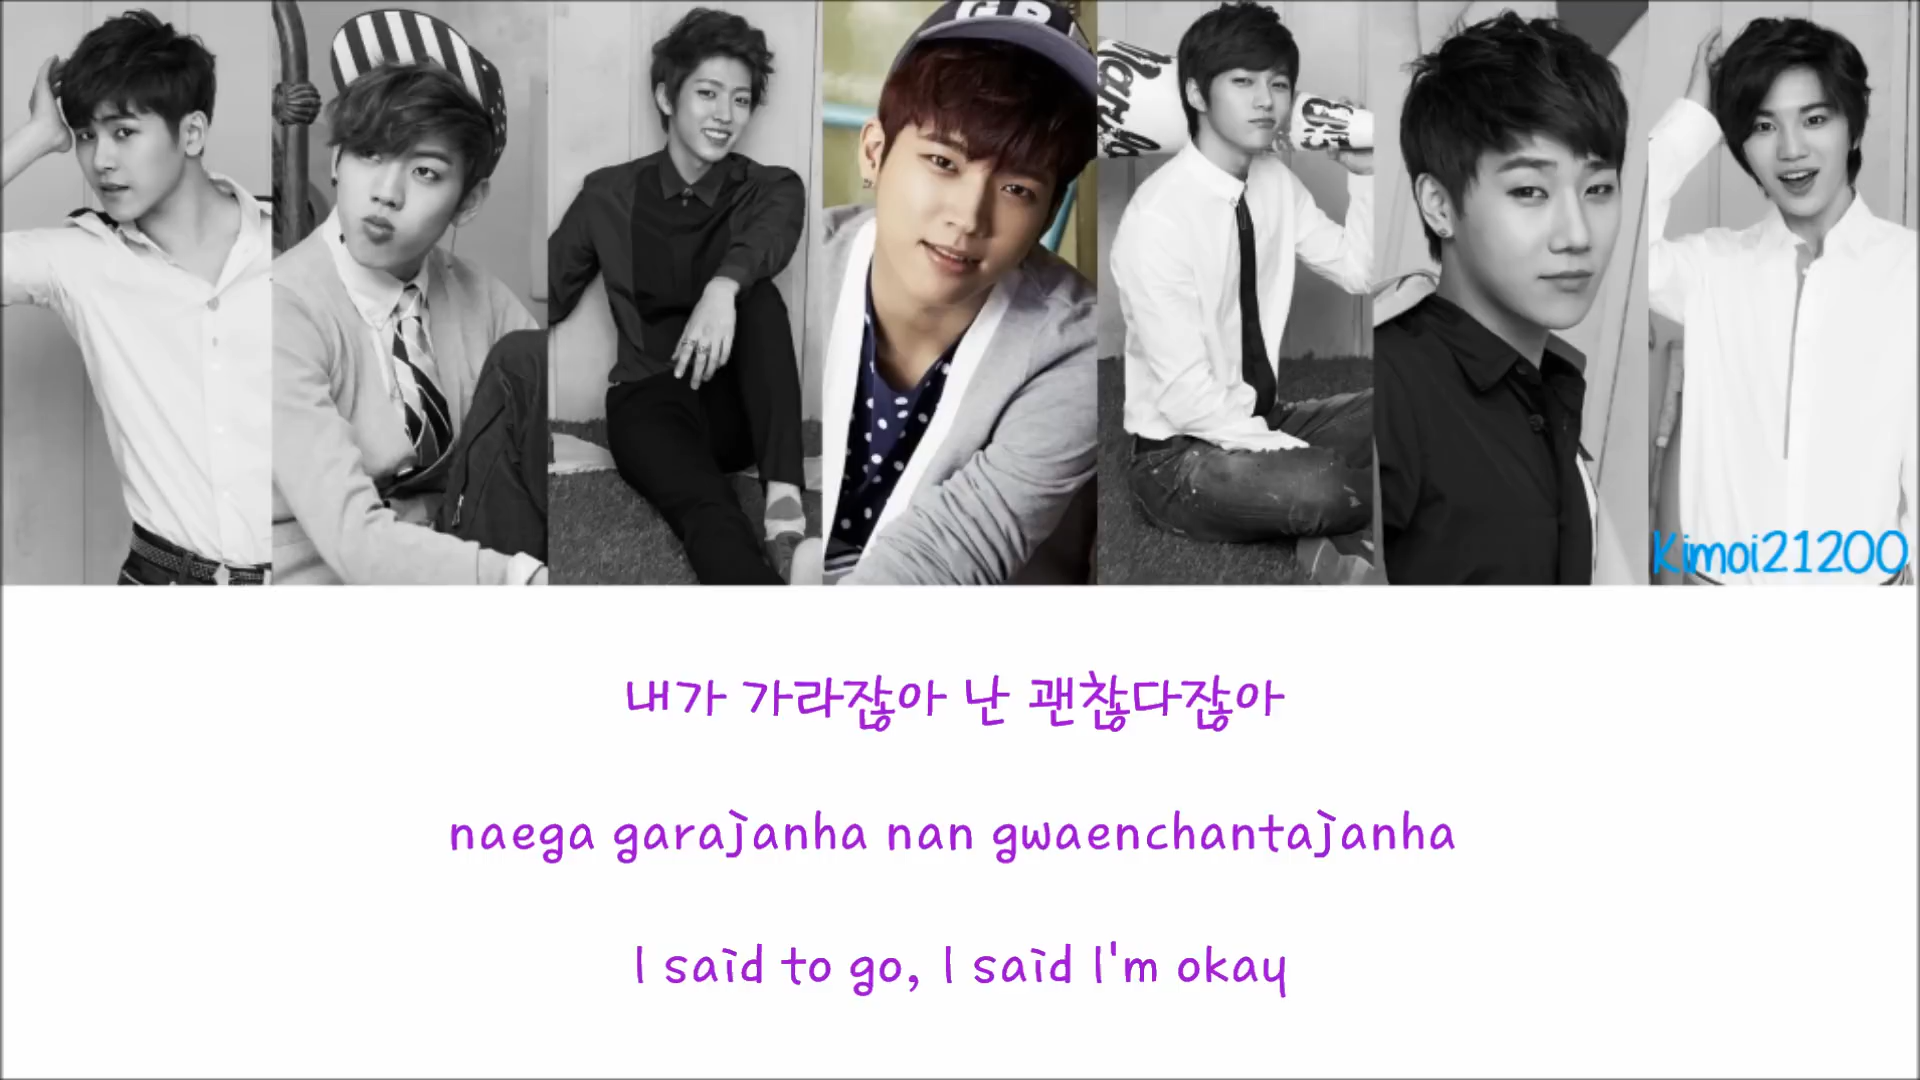 Kimoi21200
내가 가라잖아 난 괜찮다잖아
naega garajanha nan gwaenchantajanha
I said to go, I said I'm okay